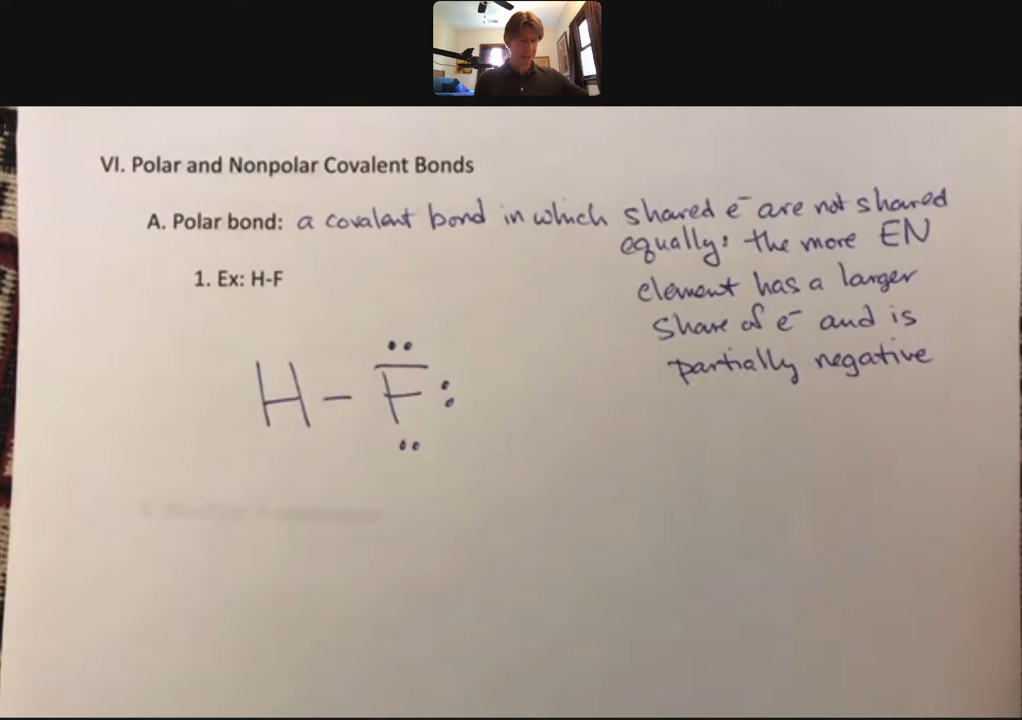 VI. Polar and Nonpolar Covalent Bonds
A. Polar bond: a covalent bond in which shared e⁻ are not shared
equally: the more EN
element has a larger
share of e⁻ and is
partially negative
1. Ex: H-F
H – F